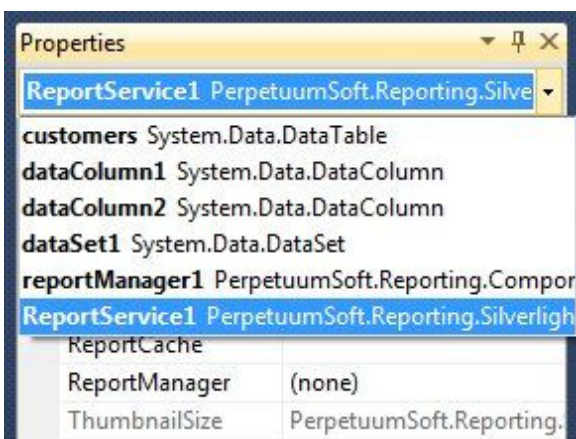 Properties
ReportService1 PerpetuumSoft.Reporting.Silve
customers System.Data.DataTable
dataColumn1 System.Data.DataColumn
dataColumn2 System.Data.DataColumn
dataSet1 System.Data.DataSet
reportManager1 PerpetuumSoft.Reporting.Compor
ReportService1 PerpetuumSoft.Reporting.Silverligh
ReportCache
ReportManager (none)
ThumbnailSize PerpetuumSoft.Reporting.